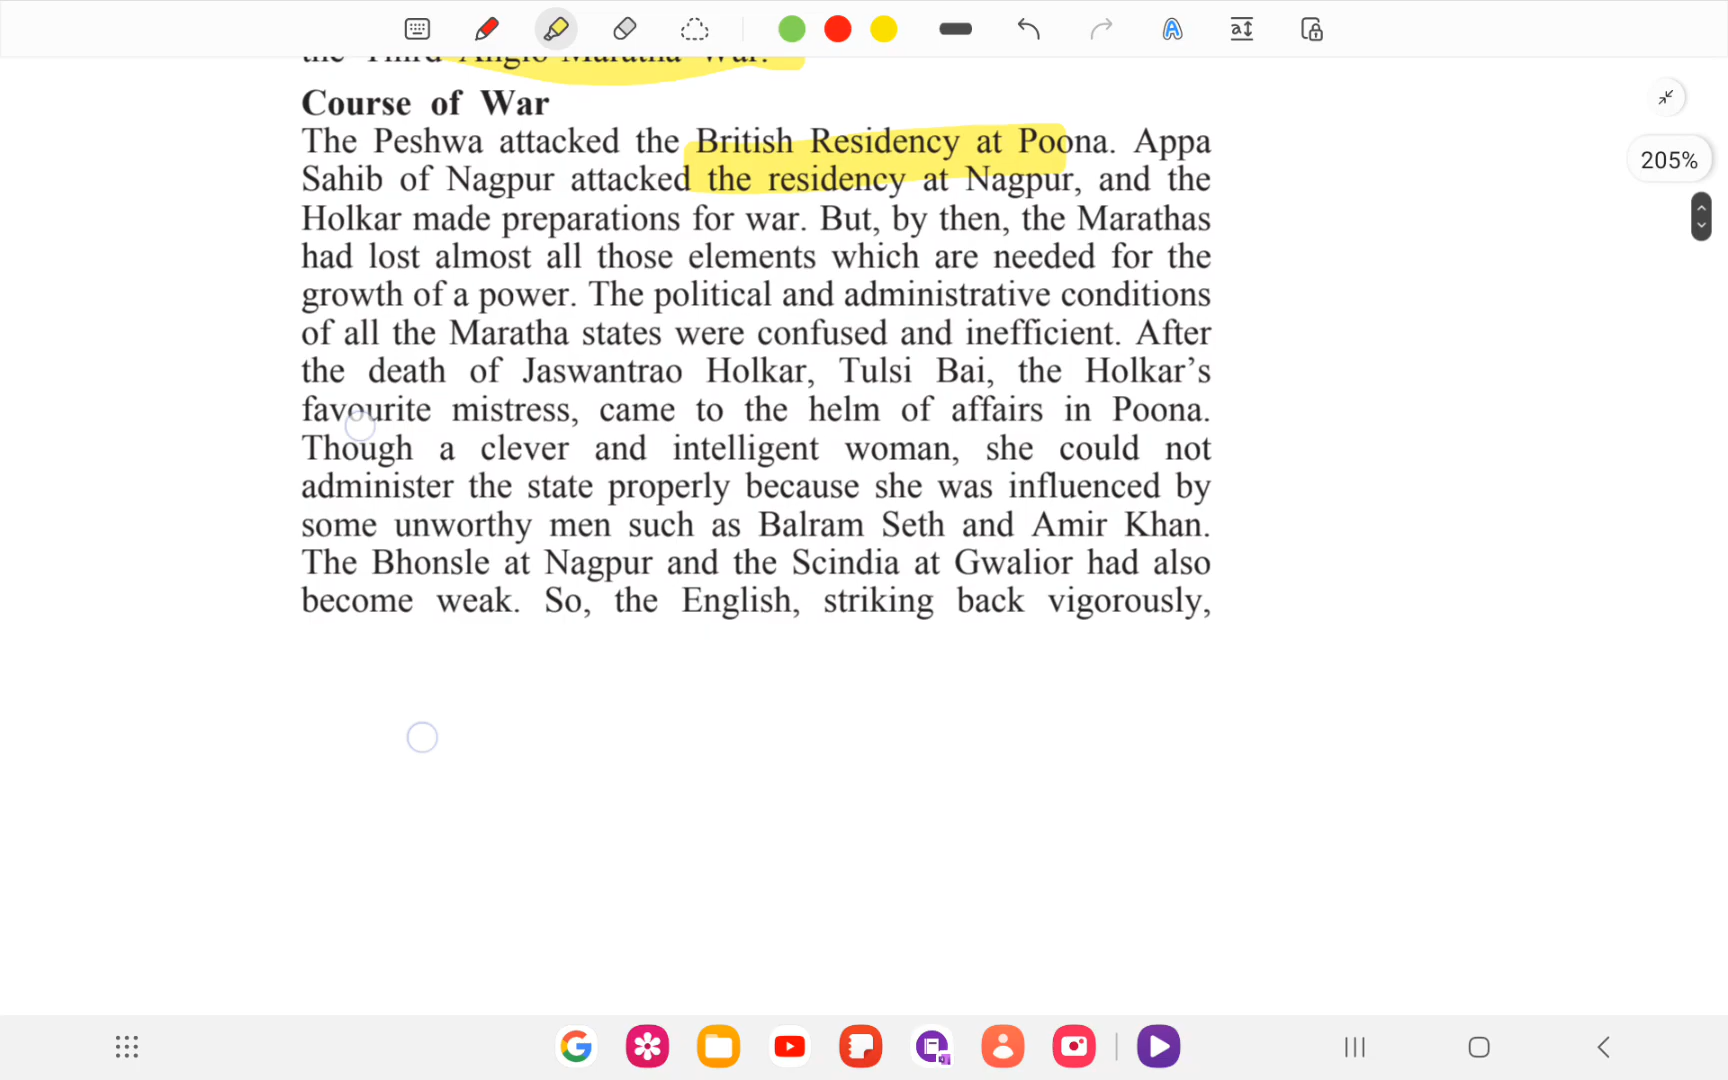 the Third Anglo Maratha War.
Course of War
The Peshwa attacked the British Residency at Poona. Appa
Sahib of Nagpur attacked the residency at Nagpur, and the
Holkar made preparations for war. But, by then, the Marathas
had lost almost all those elements which are needed for the
growth of a power. The political and administrative conditions
of all the Maratha states were confused and inefficient. After
the death of Jaswantrao Holkar, Tulsi Bai, the Holkar’s
favourite mistress, came to the helm of affairs in Poona.
Though a clever and intelligent woman, she could not
administer the state properly because she was influenced by
some unworthy men such as Balram Seth and Amir Khan.
The Bhonsle at Nagpur and the Scindia at Gwalior had also
become weak. So, the English, striking back vigorously,
205%